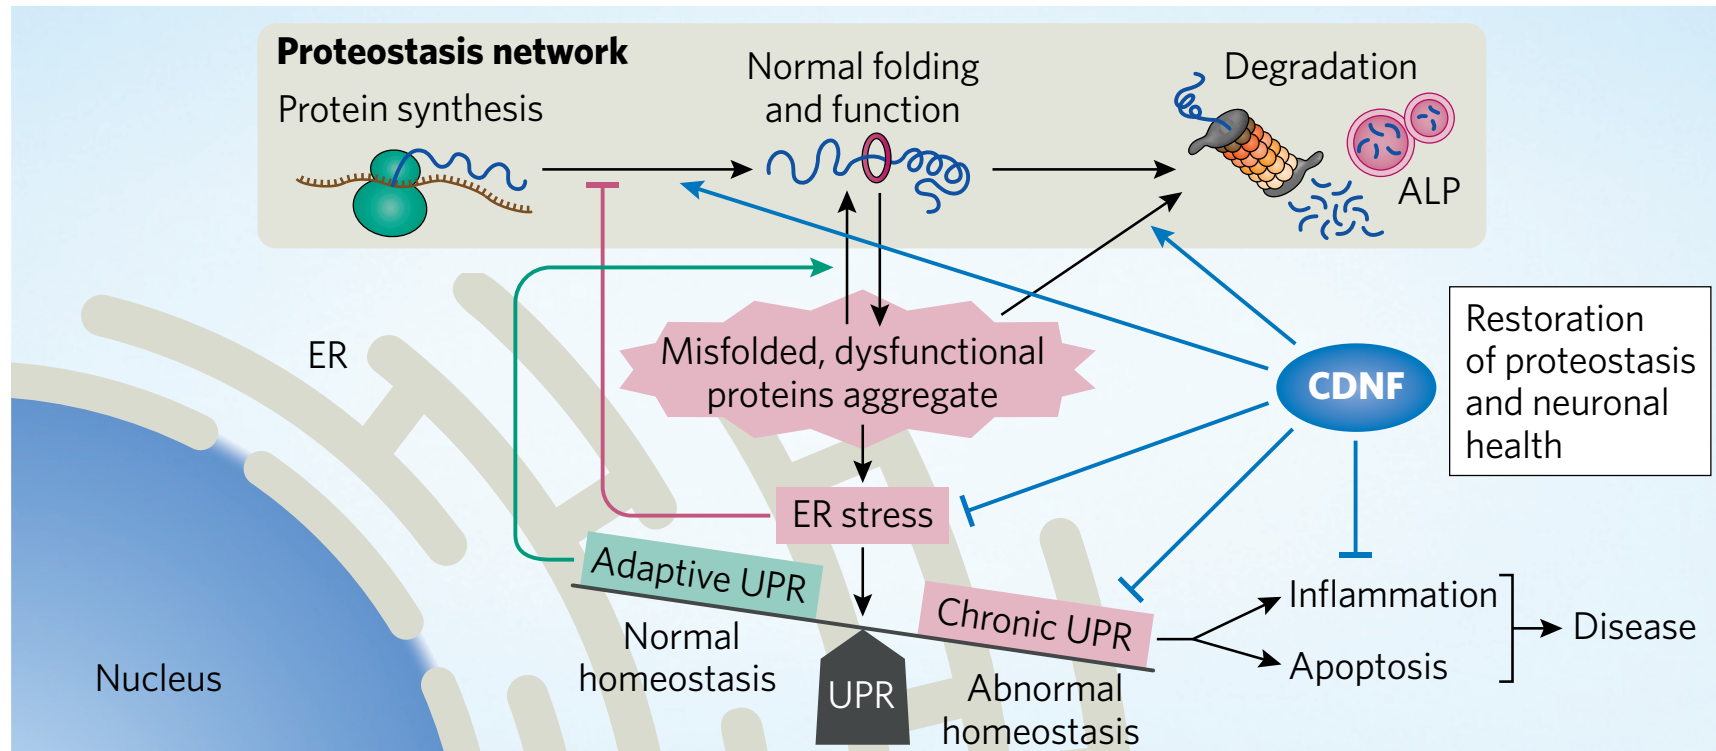 Proteostasis network
Protein synthesis
Normal folding
and function
Degradation
ALP
ER
Misfolded, dysfunctional
proteins aggregate
CDNF
Restoration
of proteostasis
and neuronal
health
ER stress
Adaptive UPR
Chronic UPR
Normal
homeostasis
UPR
Abnormal
homeostasis
Inflammation
Apoptosis
Disease
Nucleus